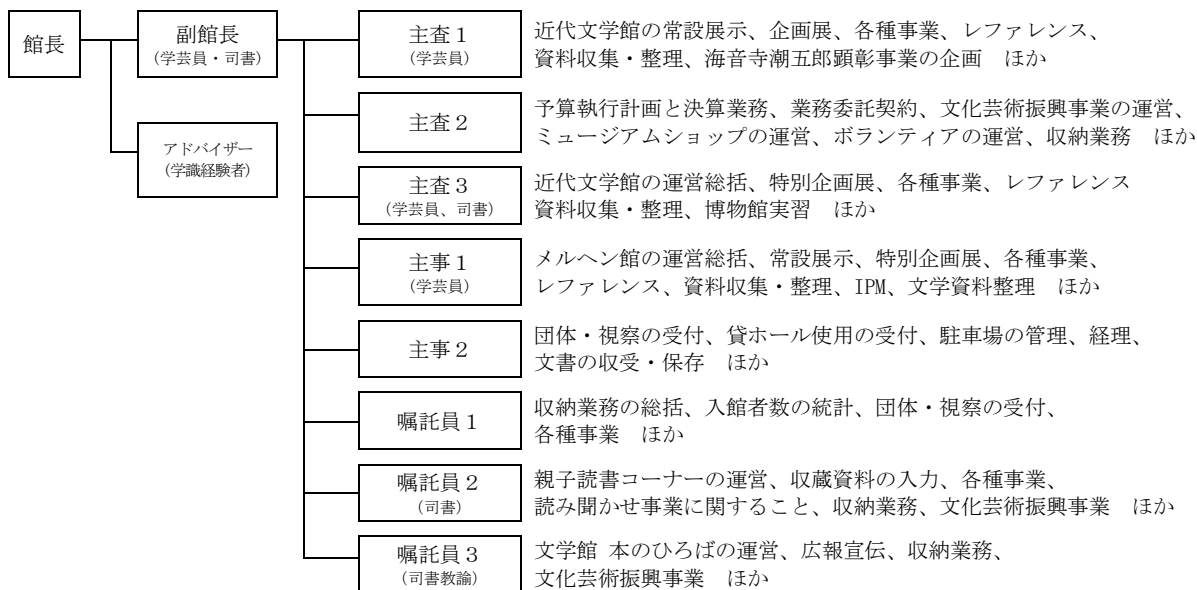 館長
副館長
(学芸員・司書)
アドバイザー
(学識経験者)
主査1
(学芸員)
近代文学館の常設展示、企画展、各種事業、レファレンス、
資料収集・整理、海音寺潮五郎顕彰事業の企画 ほか
主査2
予算執行計画と決算業務、業務委託契約、文化芸術振興事業の運営、
ミュージアムショップの運営、ボランティアの運営、収納業務 ほか
主査3
(学芸員、司書)
近代文学館の運営総括、特別企画展、各種事業、レファレンス
資料収集・整理、博物館実習 ほか
主事1
(学芸員)
メルヘン館の運営総括、常設展示、特別企画展、各種事業、
レファレンス、資料収集・整理、IPM、文学資料整理 ほか
主事2
団体・視察の受付、貸ホール使用の受付、駐車場の管理、経理、
文書の収受・保存 ほか
嘱託員1
収納業務の総括、入館者数の統計、団体・視察の受付、
各種事業 ほか
嘱託員2
(司書)
親子読書コーナーの運営、収蔵資料の入力、各種事業、
読み聞かせ事業に関すること、収納業務、文化芸術振興事業 ほか
嘱託員3
(司書教諭)
文学館 本のひろばの運営、広報宣伝、収納業務、
文化芸術振興事業 ほか